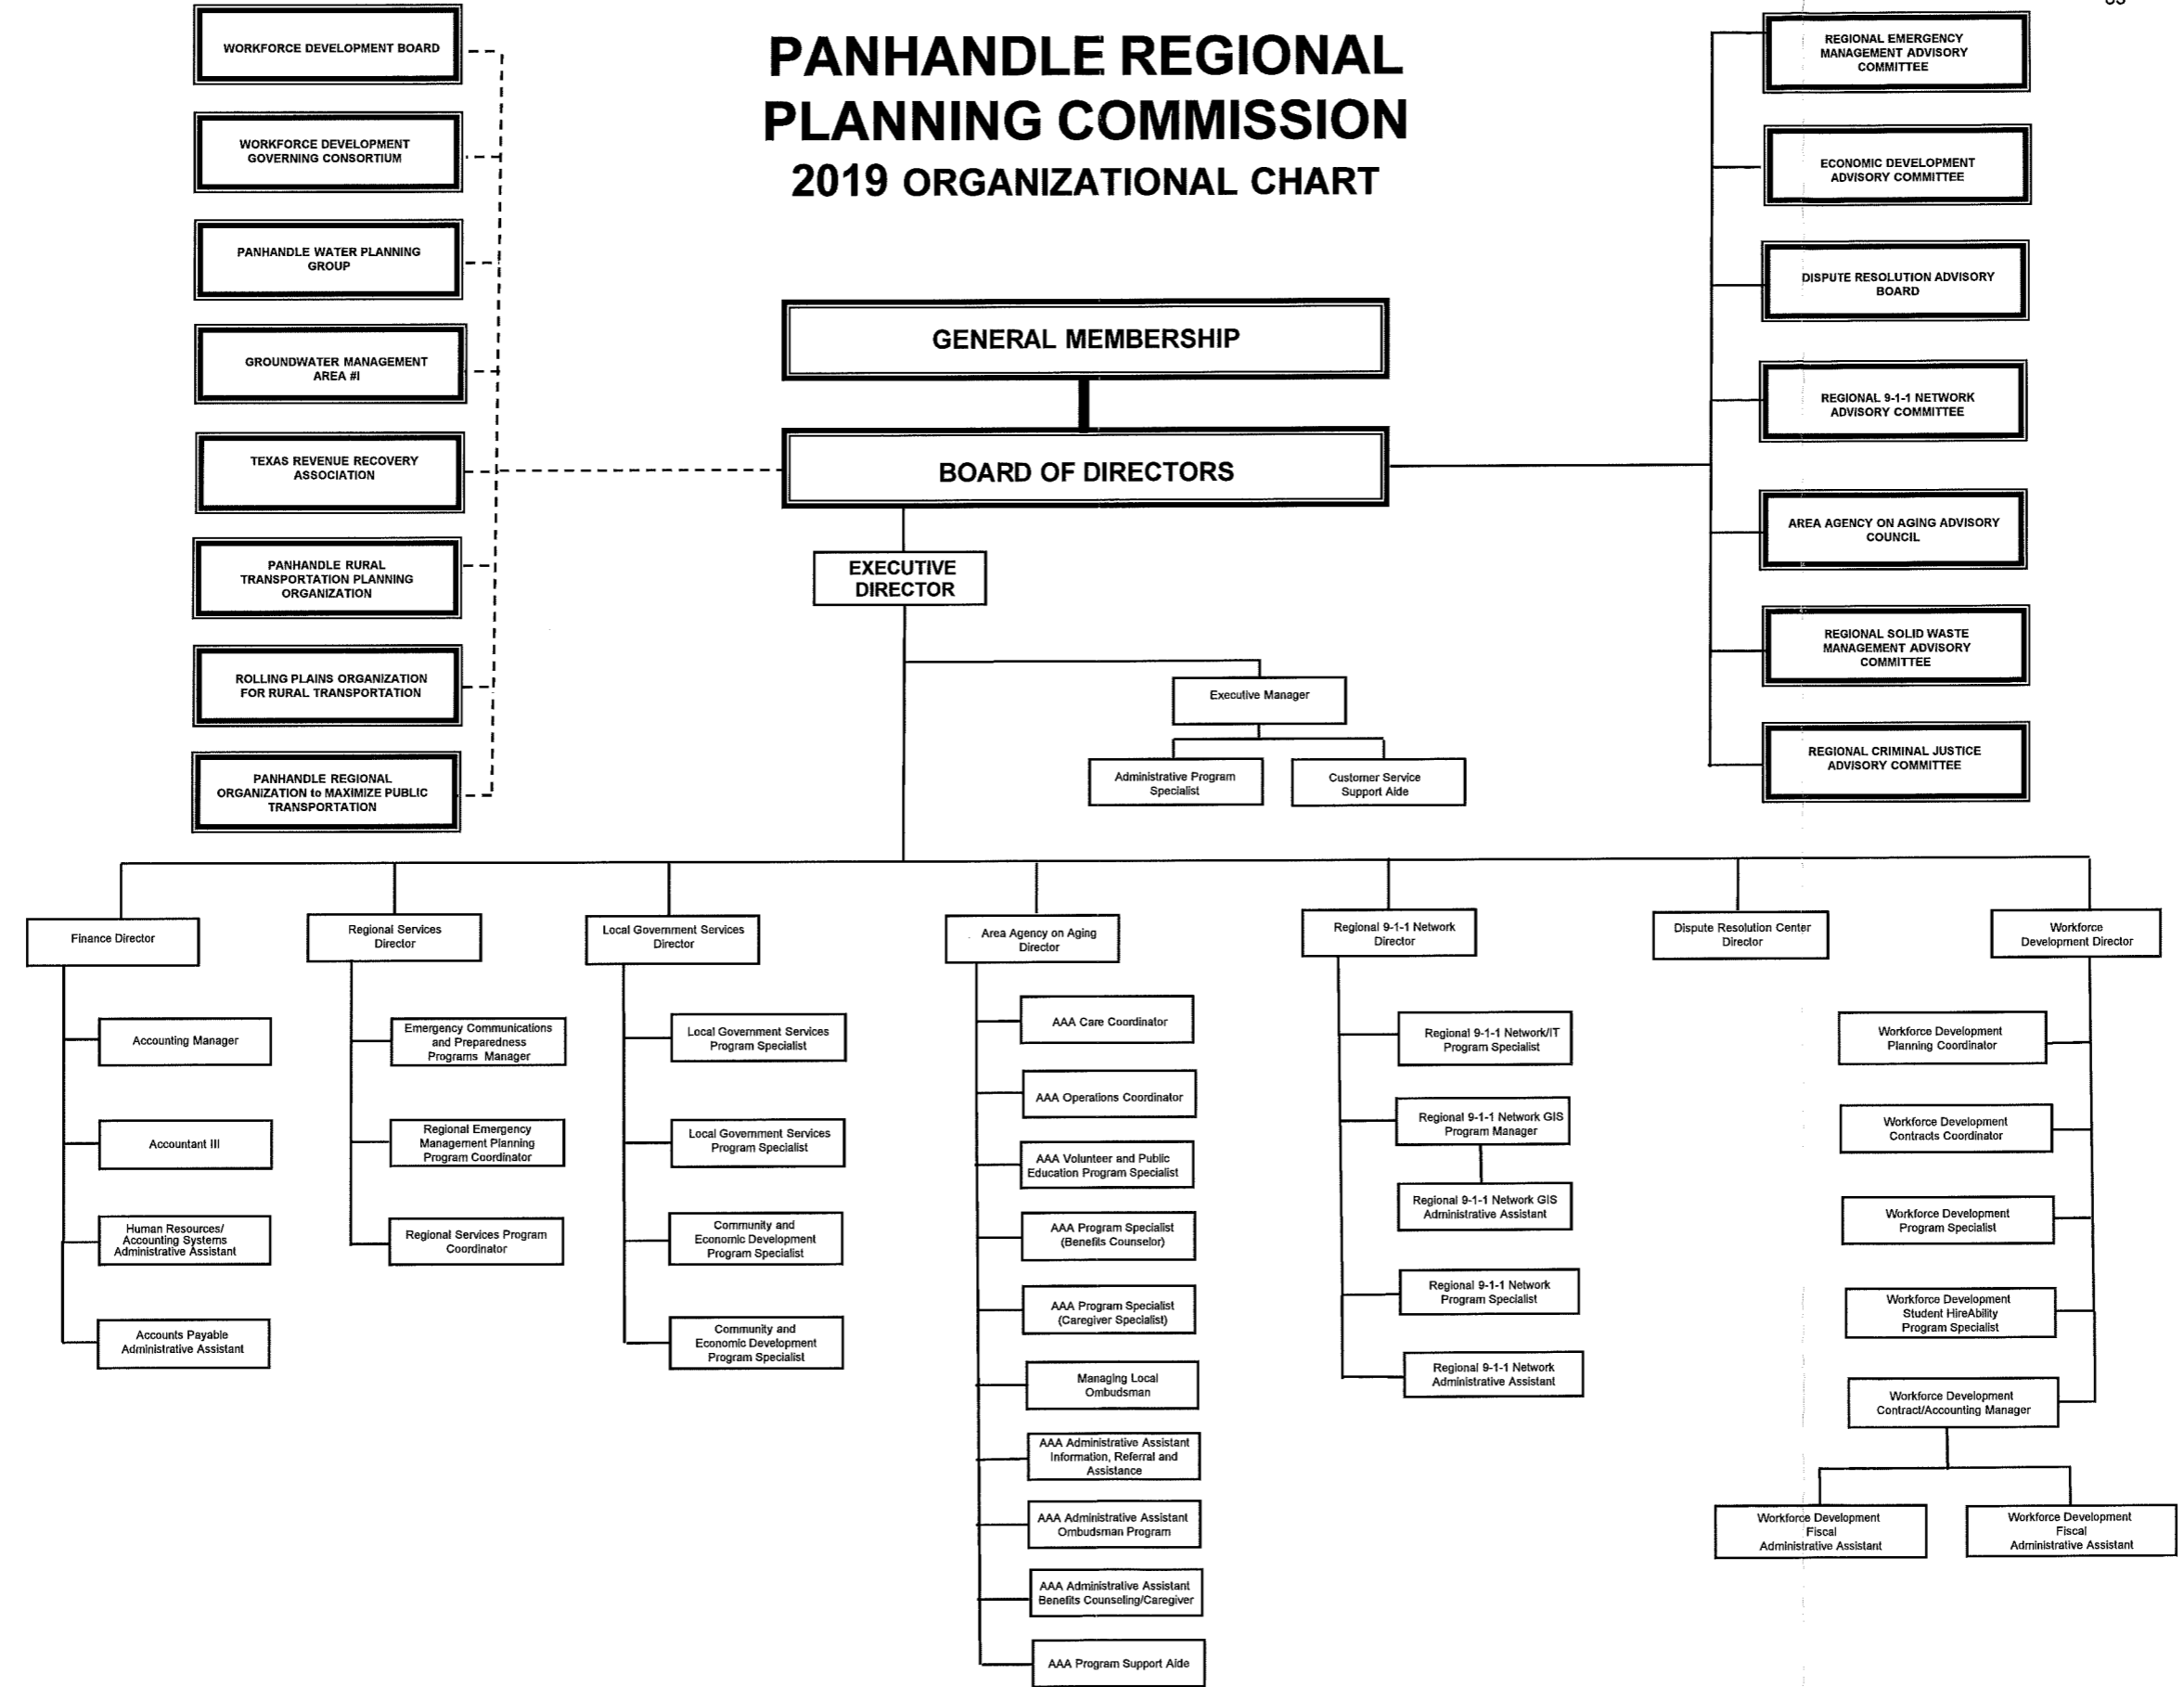 PANHANDLE REGIONAL
PLANNING COMMISSION
2019 ORGANIZATIONAL CHART
WORKFORCE DEVELOPMENT BOARD
WORKFORCE DEVELOPMENT
GOVERNING CONSORTIUM
PANHANDLE WATER PLANNING
GROUP
GROUNDWATER MANAGEMENT
AREA #I
TEXAS REVENUE RECOVERY
ASSOCIATION
PANHANDLE RURAL
TRANSPORTATION PLANNING
ORGANIZATION
ROLLING PLAINS ORGANIZATION
FOR RURAL TRANSPORTATION
PANHANDLE REGIONAL
ORGANIZATION to MAXIMIZE PUBLIC
TRANSPORTATION
GENERAL MEMBERSHIP
BOARD OF DIRECTORS
EXECUTIVE
DIRECTOR
Executive Manager
Administrative Program
Specialist
Customer Service
Support Aide
REGIONAL EMERGENCY
MANAGEMENT ADVISORY
COMMITTEE
ECONOMIC DEVELOPMENT
ADVISORY COMMITTEE
DISPUTE RESOLUTION ADVISORY
BOARD
REGIONAL 9-1-1 NETWORK
ADVISORY COMMITTEE
AREA AGENCY ON AGING ADVISORY
COUNCIL
REGIONAL SOLID WASTE
MANAGEMENT ADVISORY
COMMITTEE
REGIONAL CRIMINAL JUSTICE
ADVISORY COMMITTEE
Finance Director
Accounting Manager
Accountant III
Human Resources/
Accounting Systems
Administrative Assistant
Accounts Payable
Administrative Assistant
Regional Services
Director
Emergency Communications
and Preparedness
Programs Manager
Regional Emergency
Management Planning
Program Coordinator
Regional Services Program
Coordinator
Local Government Services
Director
Local Government Services
Program Specialist
Local Government Services
Program Specialist
Community and
Economic Development
Program Specialist
Community and
Economic Development
Program Specialist
Area Agency on Aging
Director
AAA Care Coordinator
AAA Operations Coordinator
AAA Volunteer and Public
Education Program Specialist
AAA Program Specialist
(Benefits Counselor)
AAA Program Specialist
(Caregiver Specialist)
Managing Local
Ombudsman
AAA Administrative Assistant
Information, Referral and
Assistance
AAA Administrative Assistant
Ombudsman Program
AAA Administrative Assistant
Benefits Counseling/Caregiver
AAA Program Support Aide
Regional 9-1-1 Network
Director
Regional 9-1-1 Network/IT
Program Specialist
Regional 9-1-1 Network GIS
Program Manager
Regional 9-1-1 Network GIS
Administrative Assistant
Regional 9-1-1 Network
Program Specialist
Regional 9-1-1 Network
Administrative Assistant
Dispute Resolution Center
Director
Workforce
Development Director
Workforce Development
Planning Coordinator
Workforce Development
Contracts Coordinator
Workforce Development
Program Specialist
Workforce Development
Student HireAbility
Program Specialist
Workforce Development
Contract/Accounting Manager
Workforce Development
Fiscal
Administrative Assistant
Workforce Development
Fiscal
Administrative Assistant